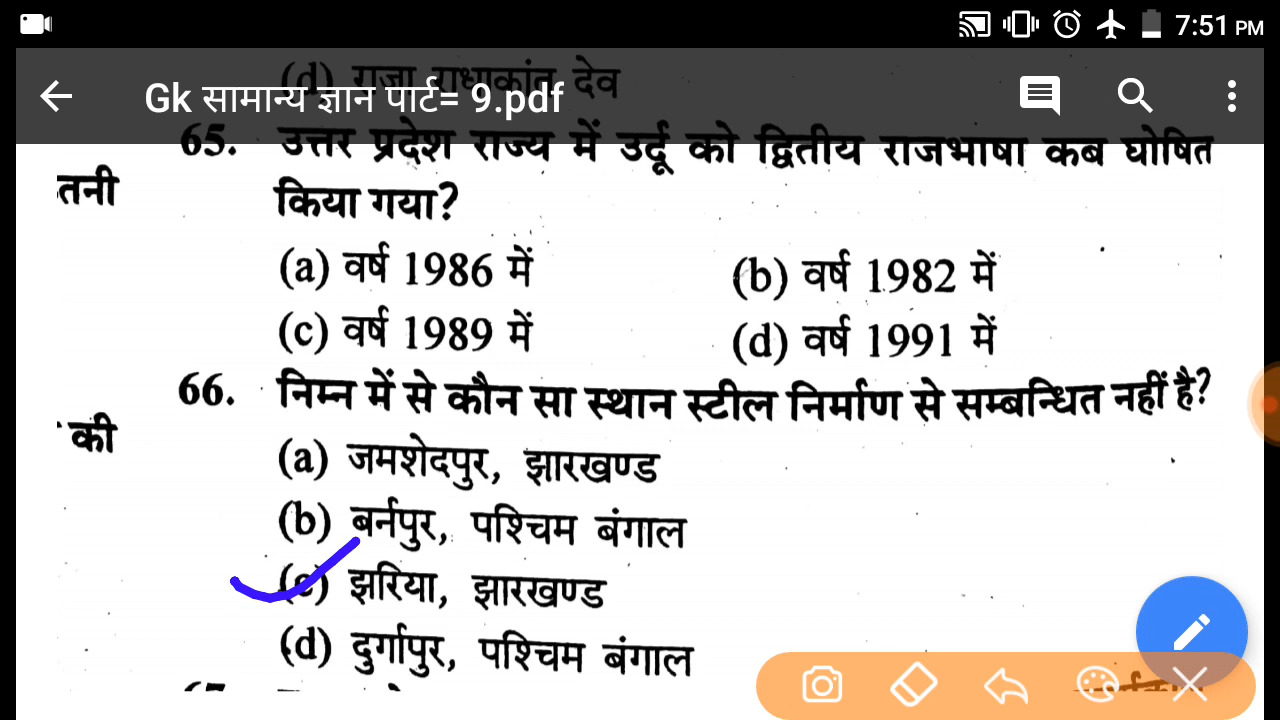 7:51 PM
(d) राजा राधाकांत देव
Gk सामान्य ज्ञान पार्ट= 9.pdf
65. उत्तर प्रदेश राज्य में उर्दू को द्वितीय राजभाषा कब घोषित
तनी
किया गया?
(a) वर्ष 1986 में (b) वर्ष 1982 में
(c) वर्ष 1989 में (d) वर्ष 1991 में
66. निम्न में से कौन सा स्थान स्टील निर्माण से सम्बन्धित नहीं है?
की
(a) जमशेदपुर, झारखण्ड
(b) बर्नपुर, पश्चिम बंगाल
(c) झरिया, झारखण्ड
(d) दुर्गापुर, पश्चिम बंगाल